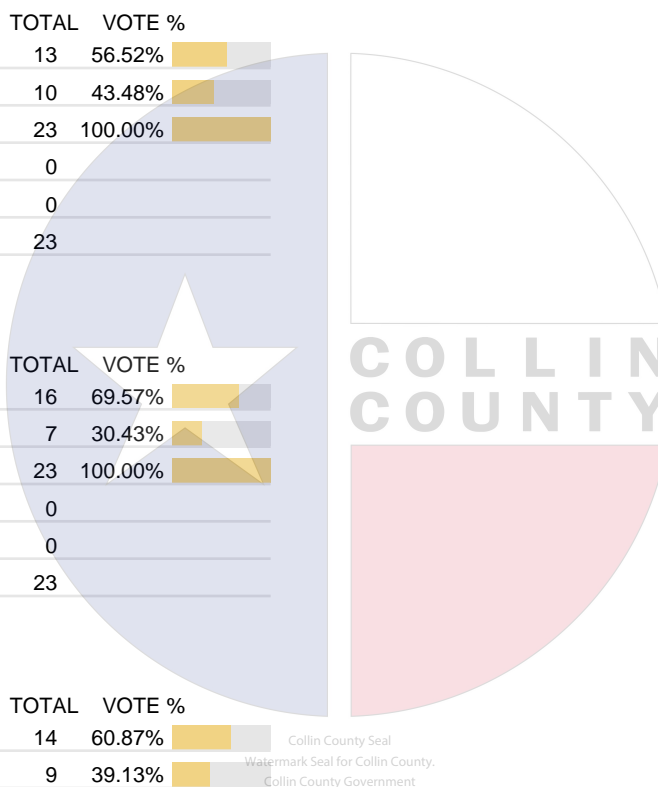 TOTAL VOTE %
13 56.52%
10 43.48%
23 100.00%
0
0
23
TOTAL VOTE %
16 69.57%
7 30.43%
23 100.00%
0
0
23
COLLIN
COUNTY
TOTAL VOTE %
14 60.87%
9 39.13%
Collin County Seal
Watermark Seal for Collin County.
Collin County Government